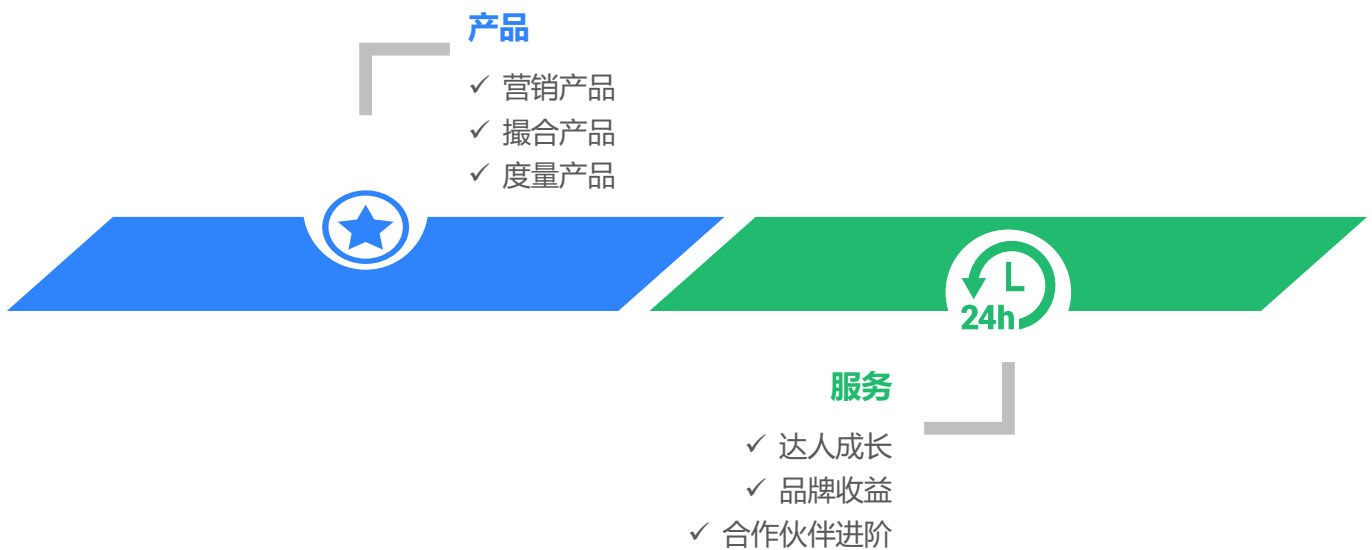 产品
✓ 营销产品
✓ 撮合产品
✓ 度量产品
24h
服务
✓ 达人成长
✓ 品牌收益
✓ 合作伙伴进阶